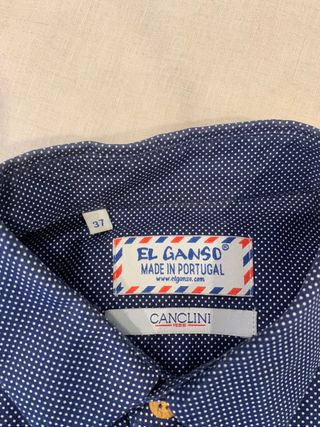 37
EL GANSO®
MADE IN PORTUGAL
www.elganso.com
CANCLINI
1925